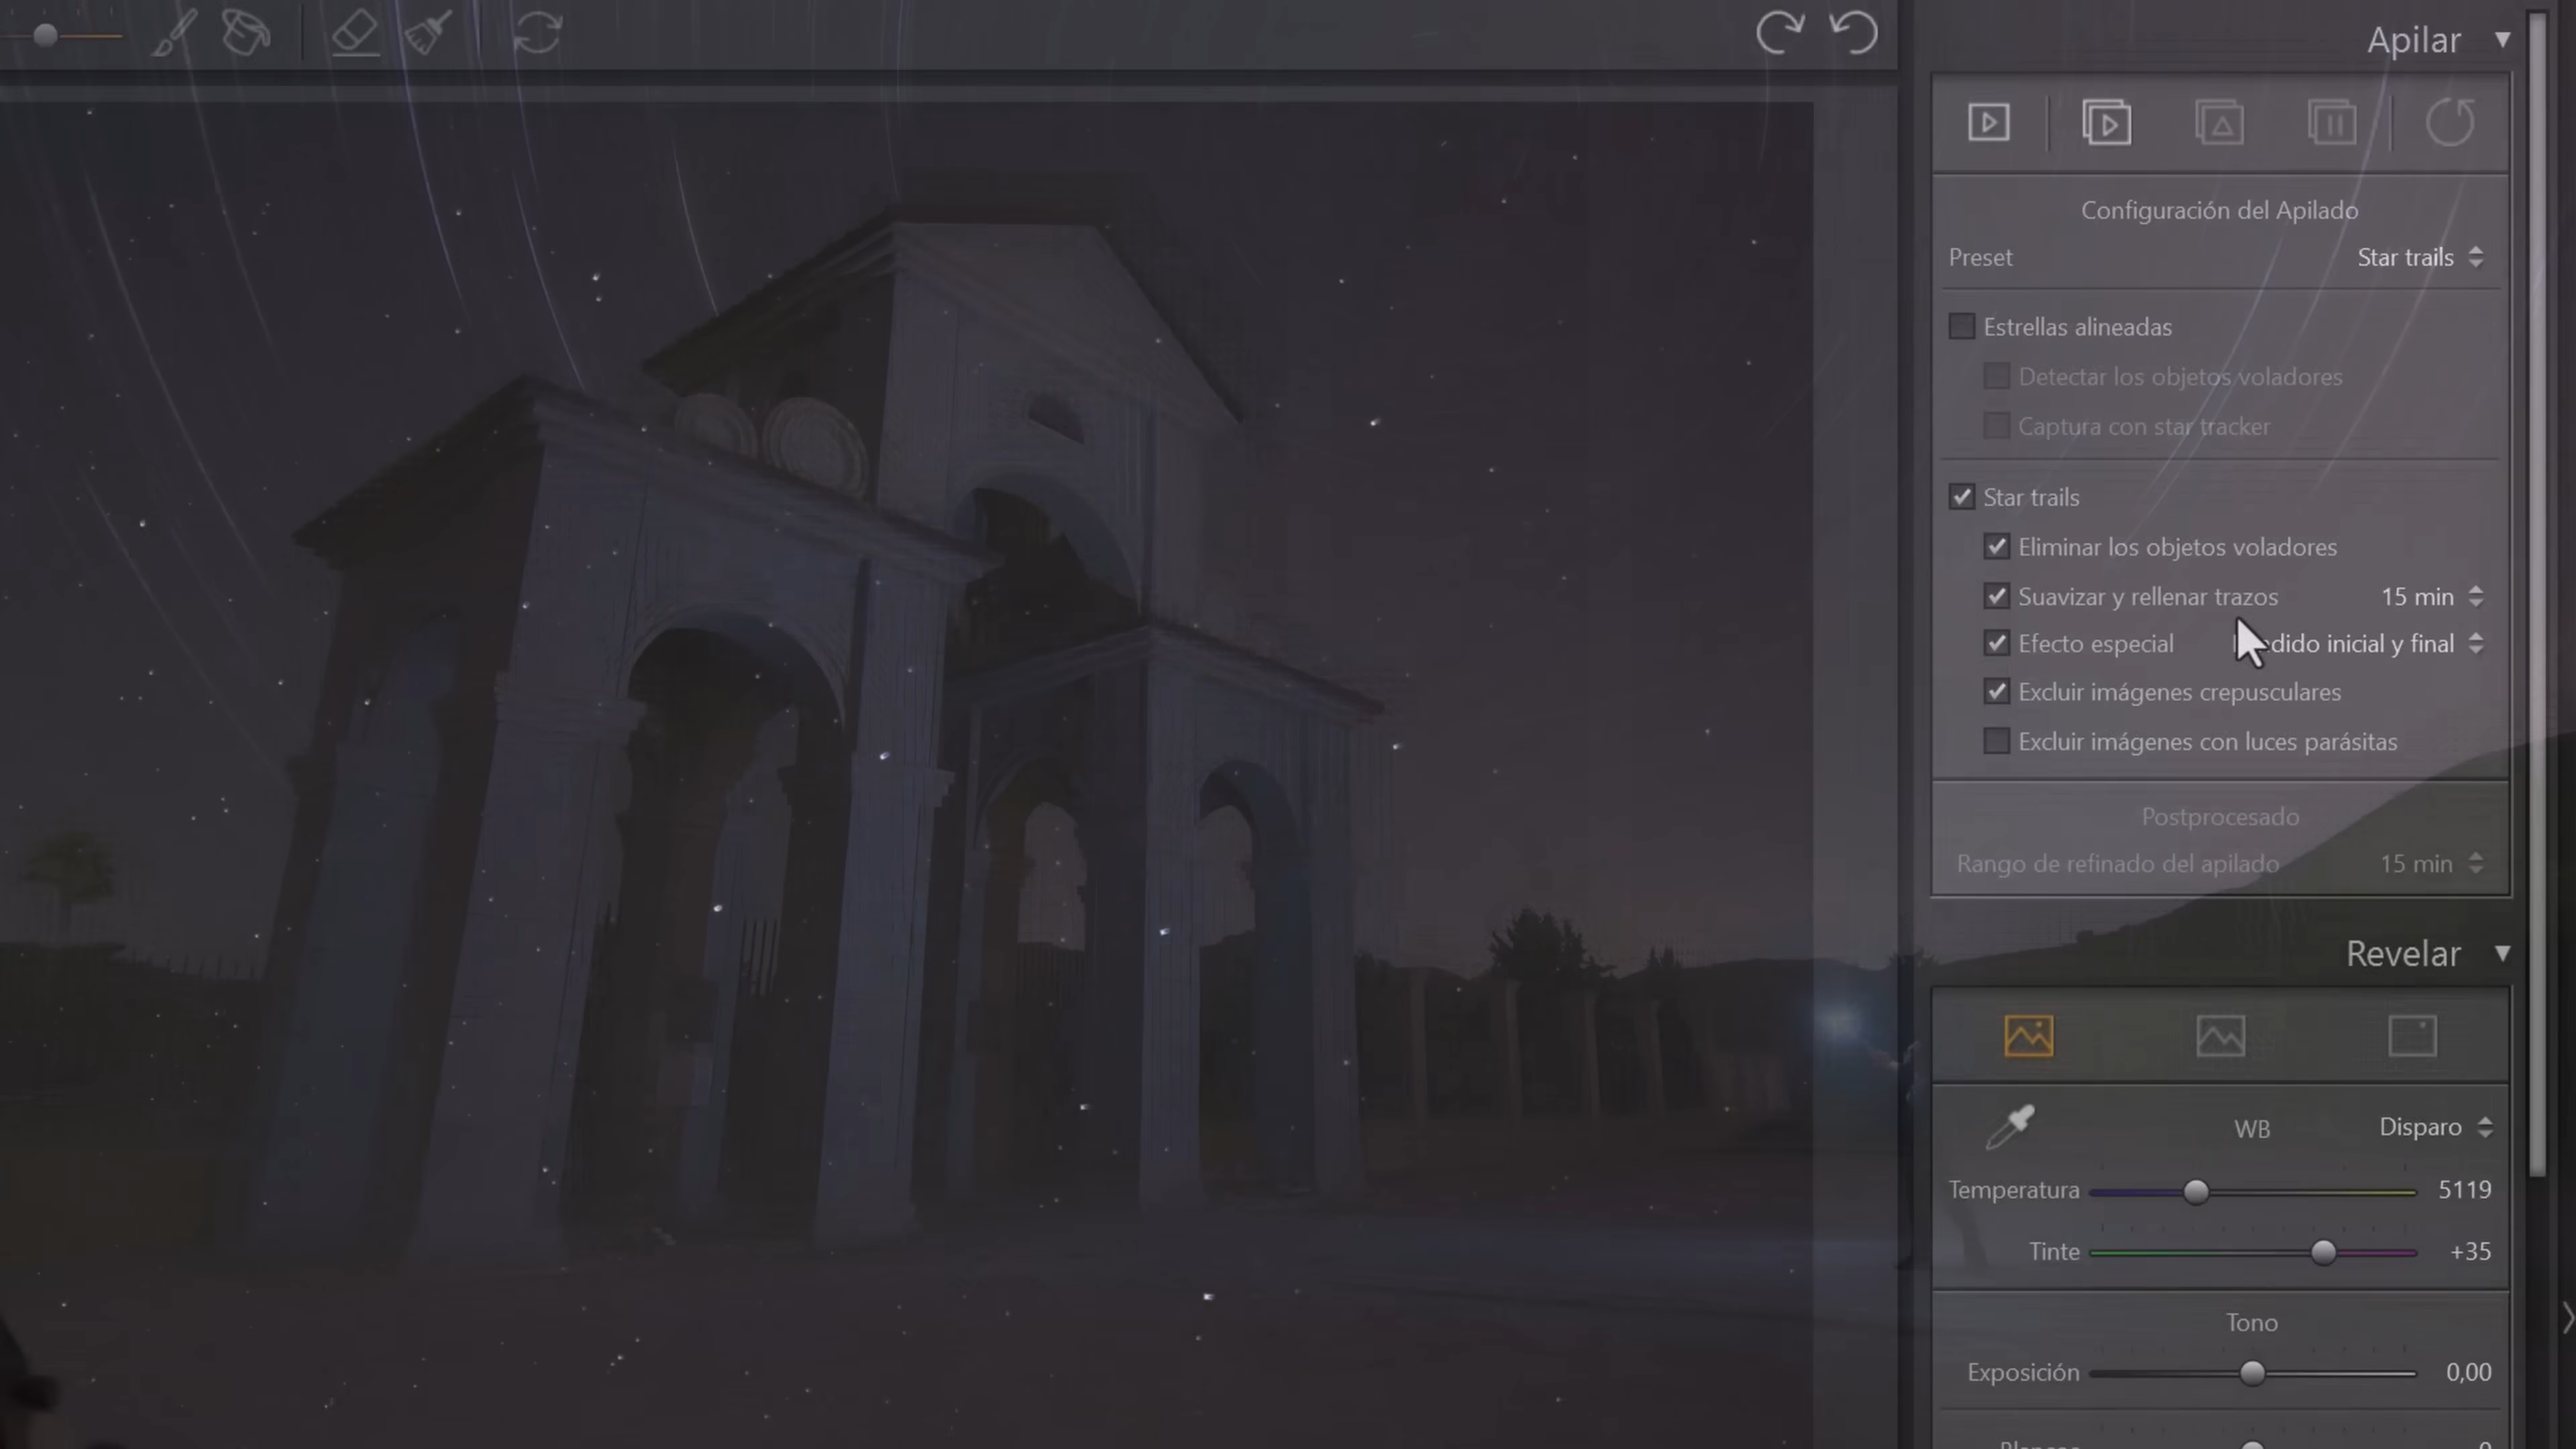 Apilar
Configuración del Apilado
Preset Star trails
Estrellas alineadas
Detectar los objetos voladores
Captura con star tracker
Star trails
Eliminar los objetos voladores
Suavizar y rellenar trazos 15 min
Efecto especial inicial y final
Excluir imágenes crepusculares
Excluir imágenes con luces parásitas
Postprocesado
Rango de refinado del apilado 15 min
Revelar
WB Disparo
Temperatura 5119
Tinte +35
Tono
Exposición 0,00